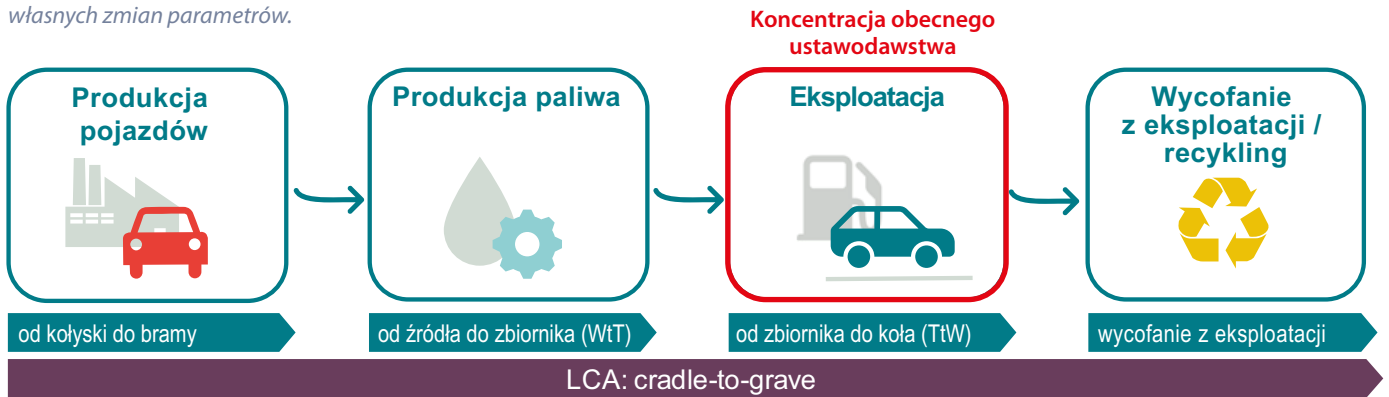 własnych zmian parametrów.
Koncentracja obecnego
ustawodawstwa
Produkcja
pojazdów
Produkcja paliwa
Eksploatacja
Wycofanie
z eksploatacji /
recykling
od kołyski do bramy
od źródła do zbiornika (WtT)
od zbiornika do koła (TtW)
wycofanie z eksploatacji
LCA: cradle-to-grave